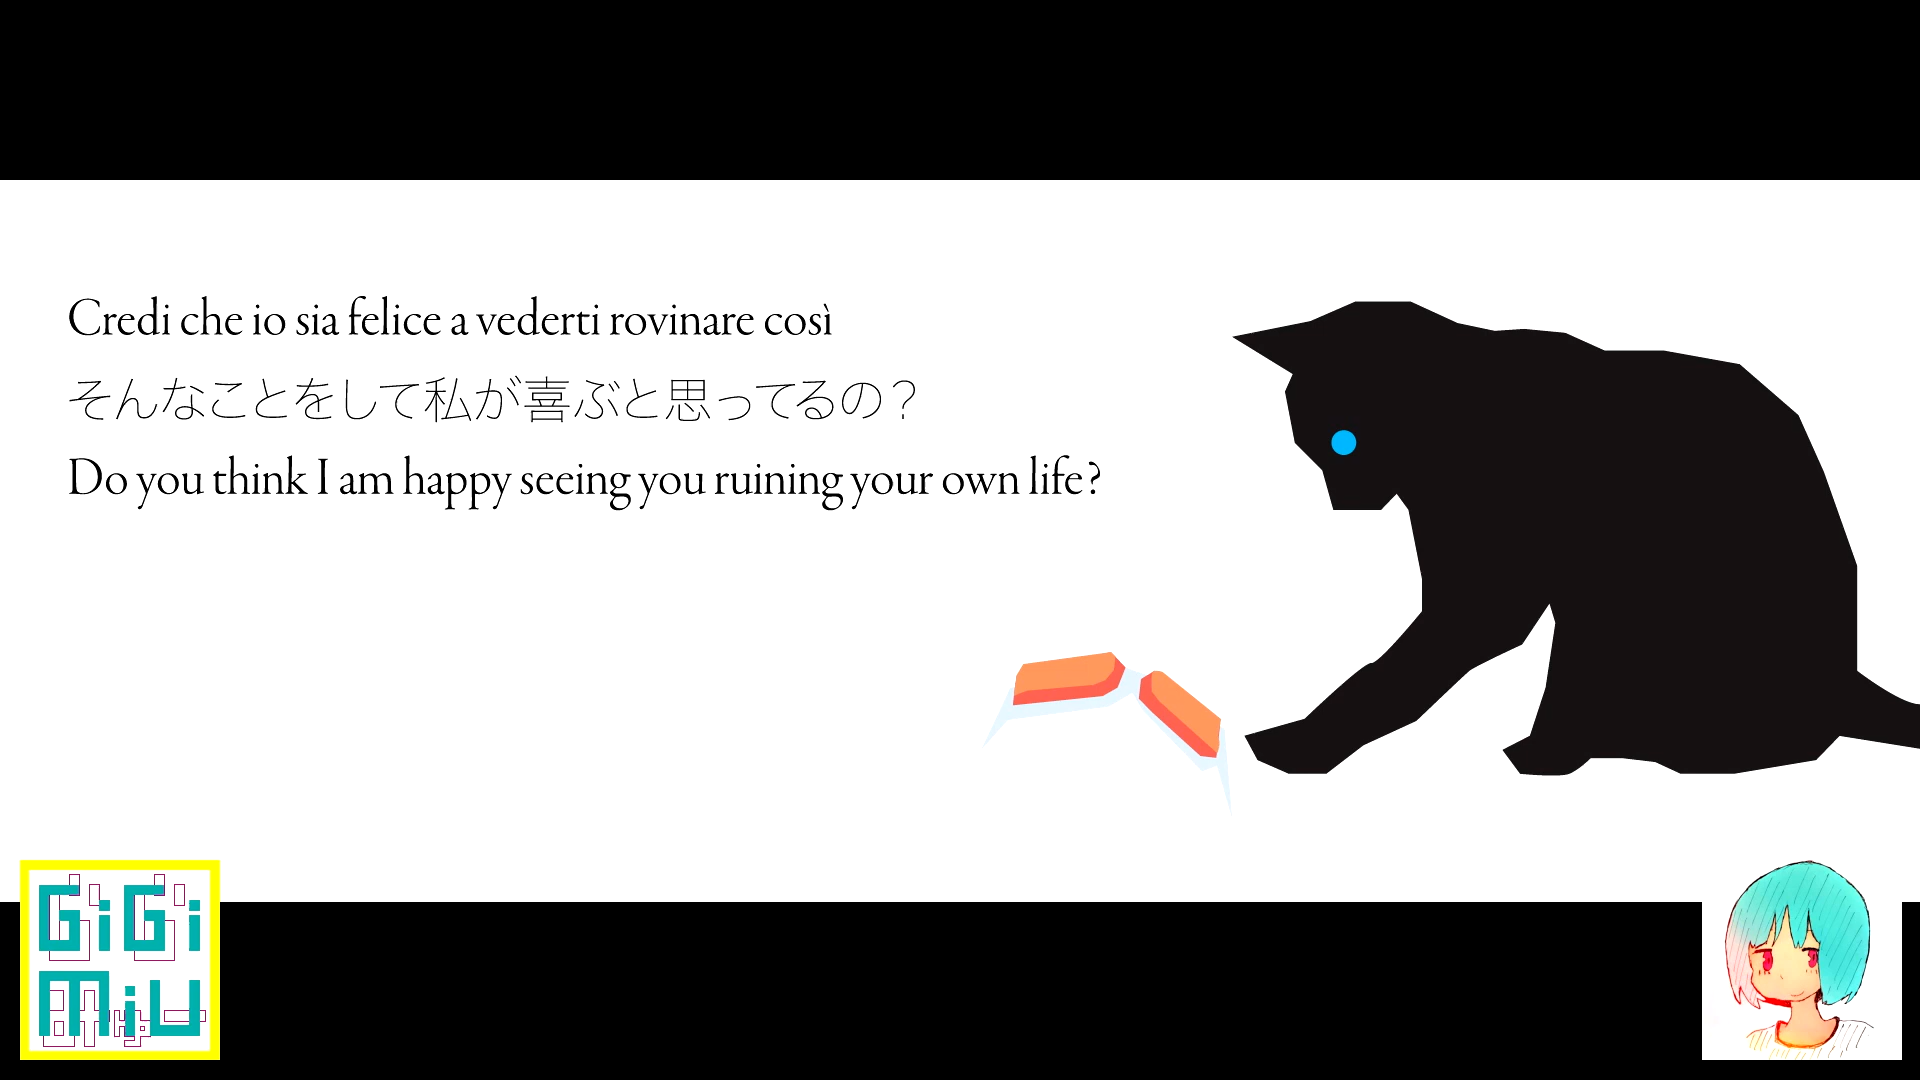 Credi che io sia felice a vederti rovinare così
そんなことをして私が喜ぶと思ってるの？
Do you think I am happy seeing you ruining your own life?
GiGi
MiU